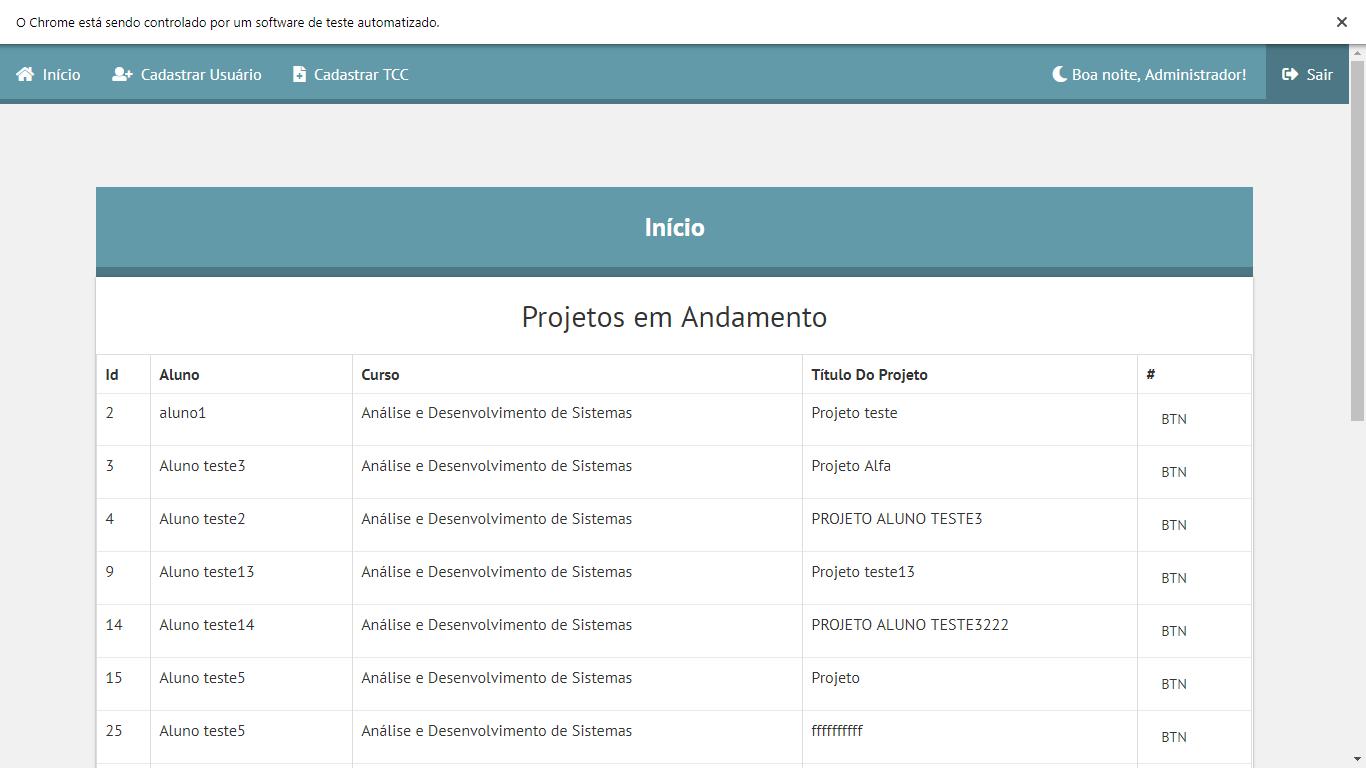 O Chrome está sendo controlado por um software de teste automatizado.
Início Cadastrar Usuário Cadastrar TCC Boa noite, Administrador! Sair
Início
Projetos em Andamento
Id Aluno Curso Título Do Projeto #
2 aluno1 Análise e Desenvolvimento de Sistemas Projeto teste BTN
3 Aluno teste3 Análise e Desenvolvimento de Sistemas Projeto Alfa BTN
4 Aluno teste2 Análise e Desenvolvimento de Sistemas PROJETO ALUNO TESTE3 BTN
9 Aluno teste13 Análise e Desenvolvimento de Sistemas Projeto teste13 BTN
14 Aluno teste14 Análise e Desenvolvimento de Sistemas PROJETO ALUNO TESTE3222 BTN
15 Aluno teste5 Análise e Desenvolvimento de Sistemas Projeto BTN
25 Aluno teste5 Análise e Desenvolvimento de Sistemas ffffffffff BTN